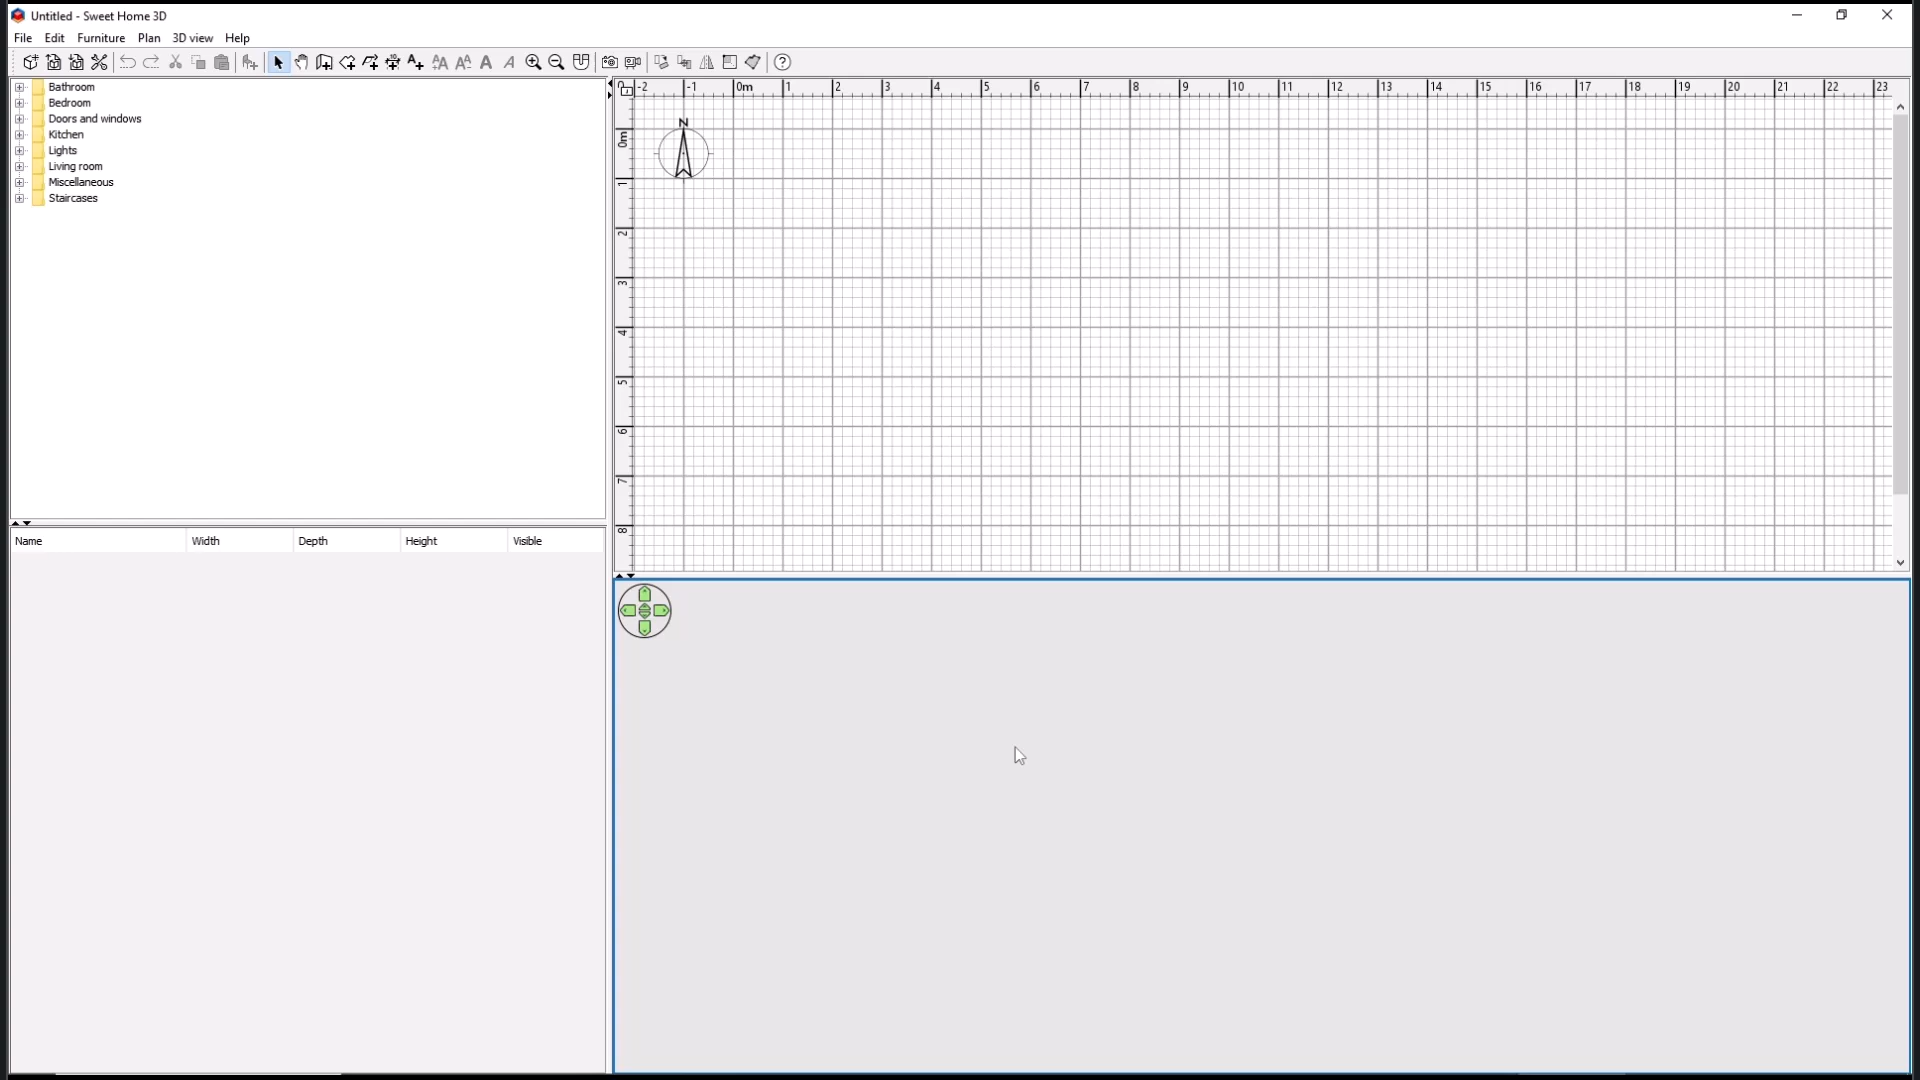 Untitled - Sweet Home 3D
File Edit Furniture Plan 3D view Help
Bathroom
Bedroom
Doors and windows
Kitchen
Lights
Living room
Miscellaneous
Staircases
Name Width Depth Height Visible
-2 -1 0m 1 2 3 4 5 6 7 8 9 10 11 12 13 14 15 16 17 18 19 20 21 22 23
N
0m
1
2
3
4
5
6
7
8